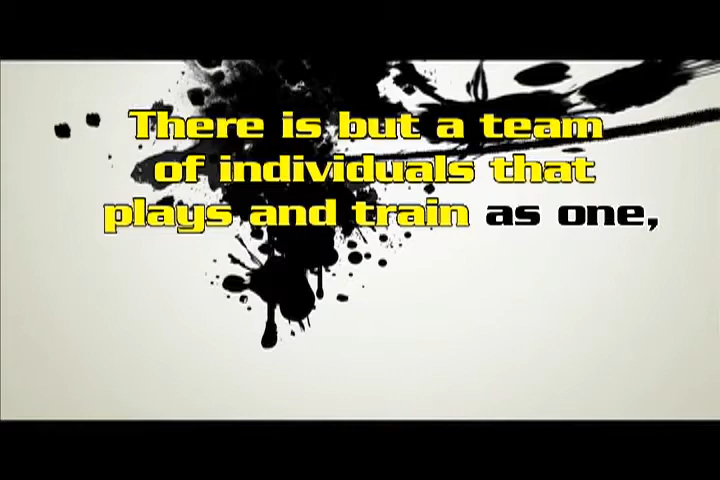 There is but a team
of individuals that
plays and train as one,